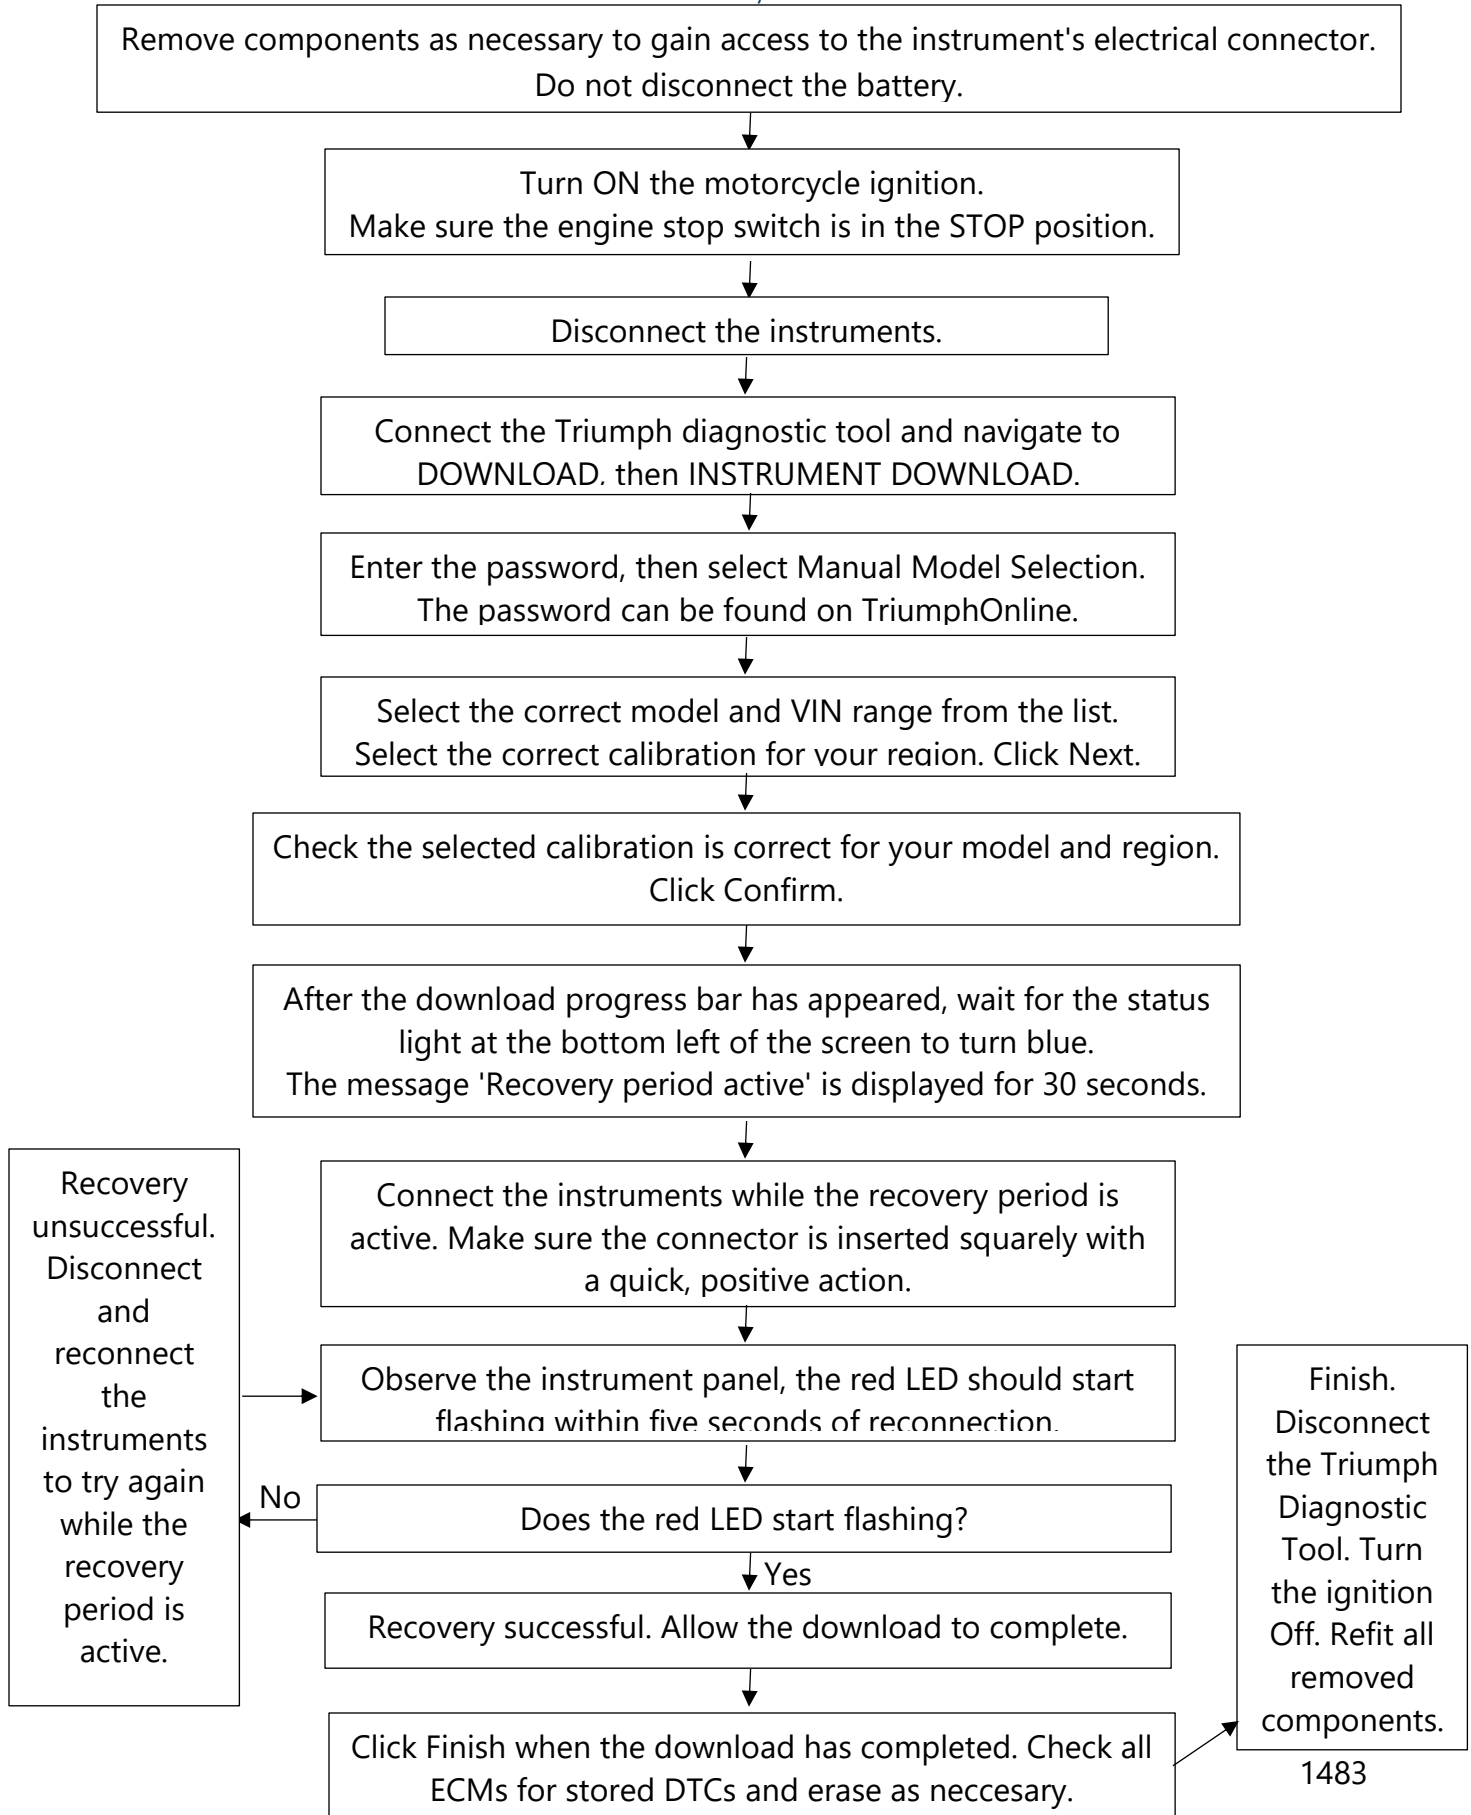 Remove components as necessary to gain access to the instrument's electrical connector.
Do not disconnect the battery.
Turn ON the motorcycle ignition.
Make sure the engine stop switch is in the STOP position.
Disconnect the instruments.
Connect the Triumph diagnostic tool and navigate to
DOWNLOAD, then INSTRUMENT DOWNLOAD.
Enter the password, then select Manual Model Selection.
The password can be found on TriumphOnline.
Select the correct model and VIN range from the list.
Select the correct calibration for your region. Click Next.
Check the selected calibration is correct for your model and region.
Click Confirm.
After the download progress bar has appeared, wait for the status
light at the bottom left of the screen to turn blue.
The message 'Recovery period active' is displayed for 30 seconds.
Connect the instruments while the recovery period is
active. Make sure the connector is inserted squarely with
a quick, positive action.
Recovery
unsuccessful.
Disconnect
and
reconnect
the
instruments
to try again
while the
recovery
period is
active.
Observe the instrument panel, the red LED should start
flashing within five seconds of reconnection.
No
Does the red LED start flashing?
Yes
Recovery successful. Allow the download to complete.
Click Finish when the download has completed. Check all
ECMs for stored DTCs and erase as neccesary.
Finish.
Disconnect
the Triumph
Diagnostic
Tool. Turn
the ignition
Off. Refit all
removed
components.
1483